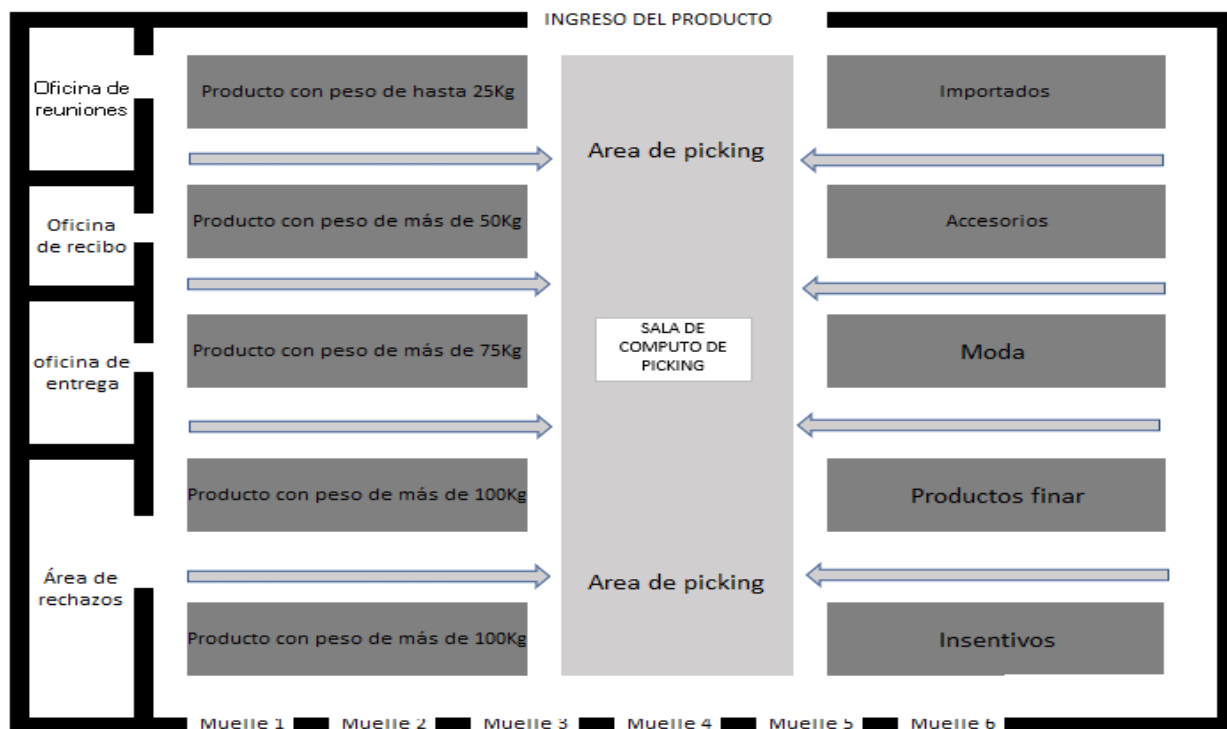 INGRESO DEL PRODUCTO
Oficina de
reuniones
Producto con peso de hasta 25Kg
Area de picking
Importados
Oficina
de recibo
Producto con peso de más de 50Kg
Accesorios
oficina de
entrega
Producto con peso de más de 75Kg
SALA DE
COMPUTO DE
PICKING
Moda
Producto con peso de más de 100Kg
Productos finar
Área de
rechazos
Area de picking
Producto con peso de más de 100Kg
Insentivos
Muelle 1
Muelle 2
Muelle 3
Muelle 4
Muelle 5
Muelle 6